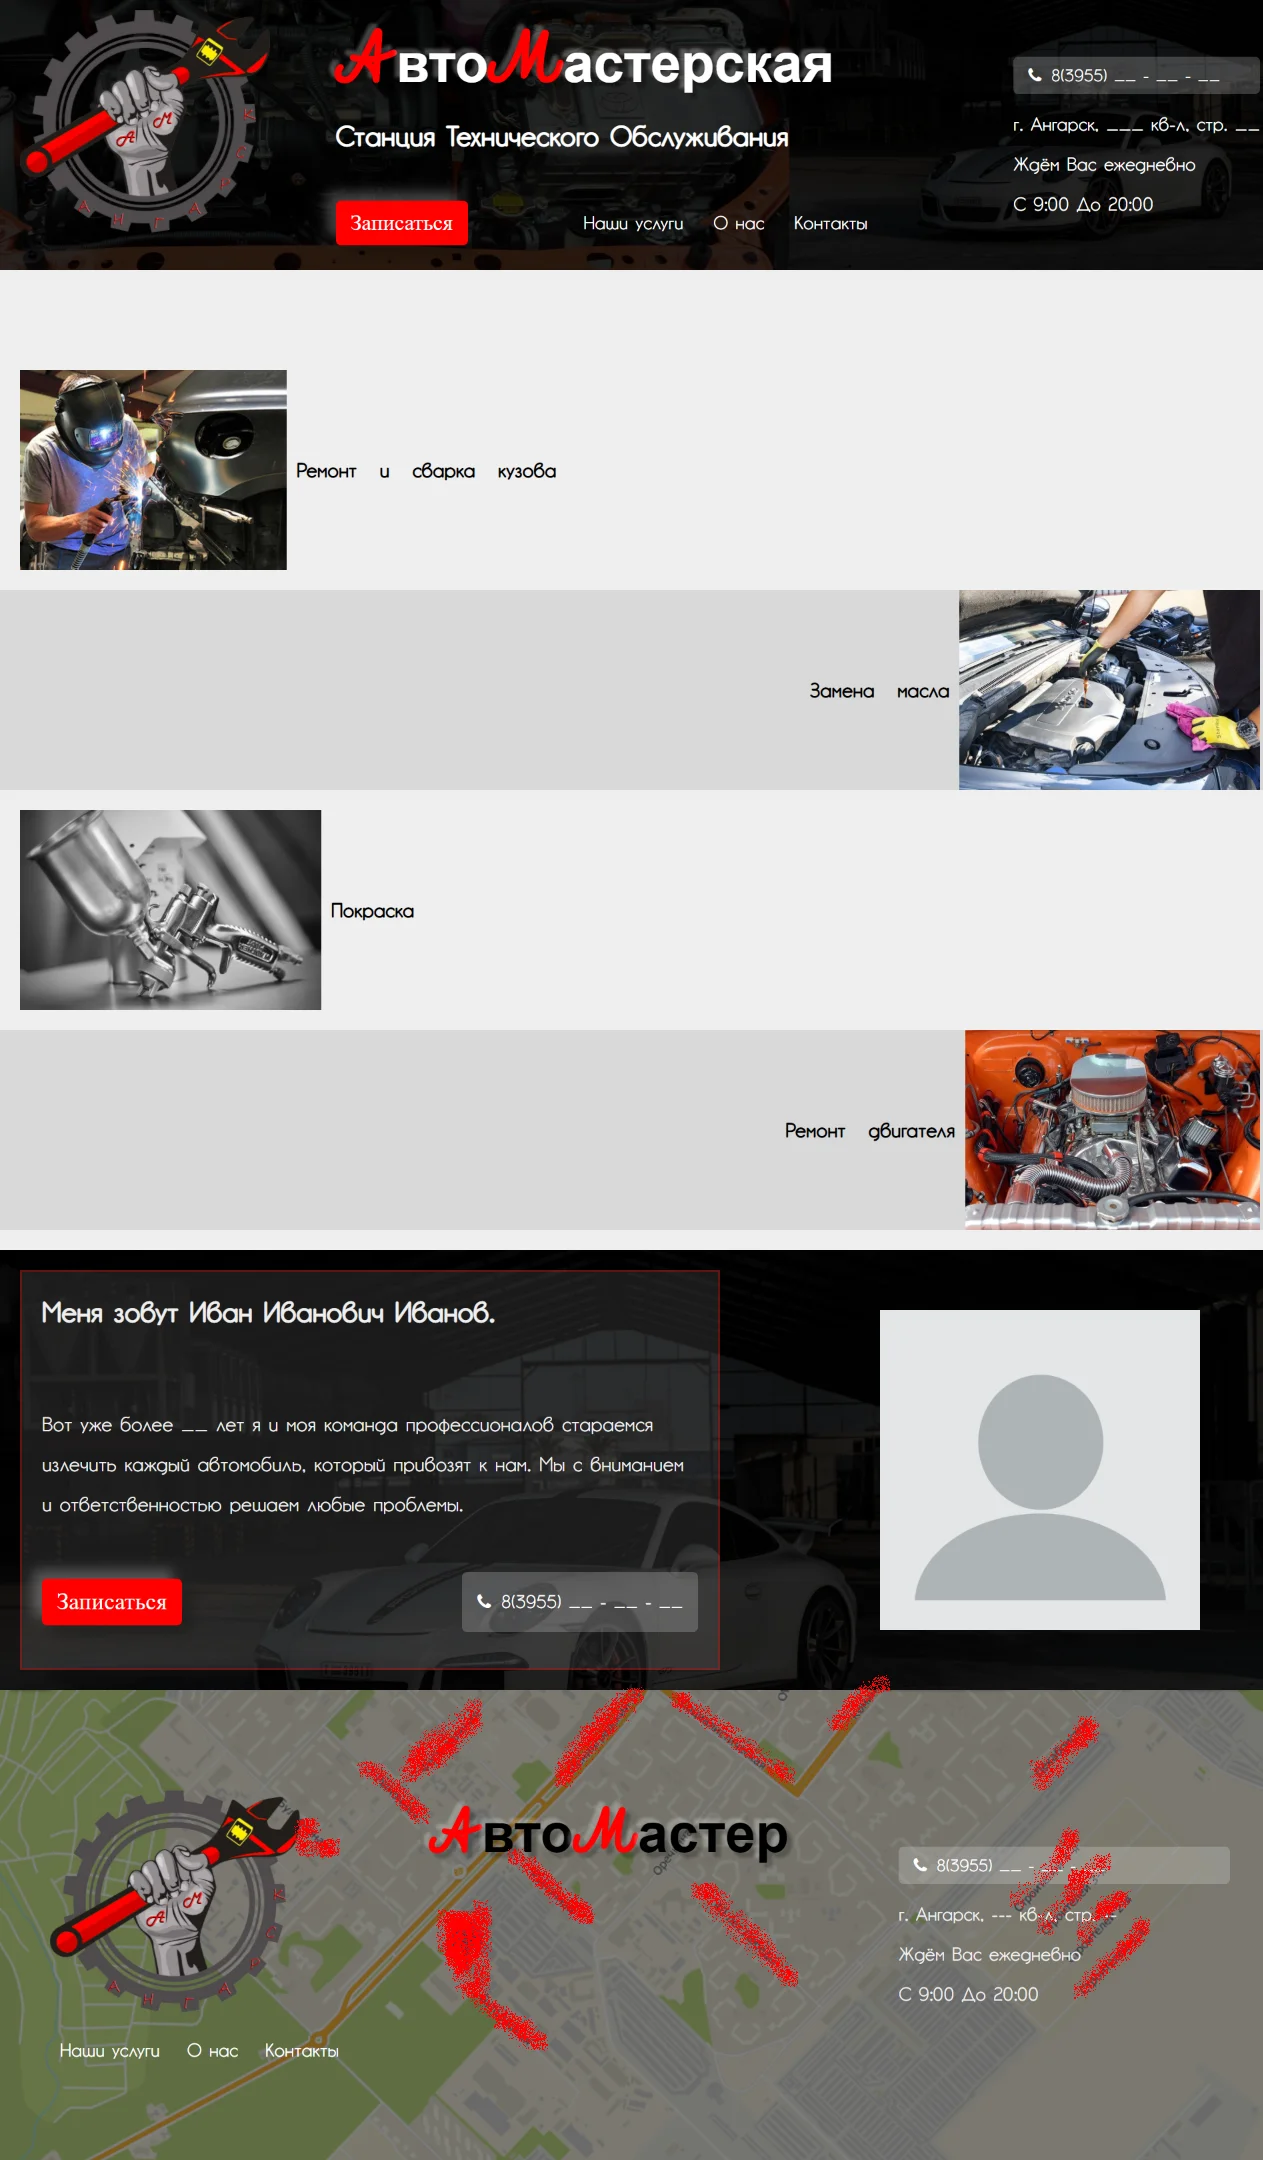 АвтоМастерская
Станция Технического Обслуживания
Записаться
Наши услуги О нас Контакты
8(3955) __ - __ - __
г. Ангарск, ___ кв-л, стр. __
Ждём Вас ежедневно
С 9:00 До 20:00
А М
АНГАРСК
Ремонт и сварка кузова
Замена масла
Покраска
Ремонт двигателя
Меня зовут Иван Иванович Иванов.
Вот уже более __ лет я и моя команда профессионалов стараемся
излечить каждый автомобиль, который привозят к нам. Мы с вниманием
и ответственностью решаем любые проблемы.
Записаться
8(3955) __ - __ - __
АвтоМастер
А М
АНГАРСК
8(3955) __ - __ - __
г. Ангарск, --- кв-л, стр. --
Ждём Вас ежедневно
С 9:00 До 20:00
Наши услуги О нас Контакты